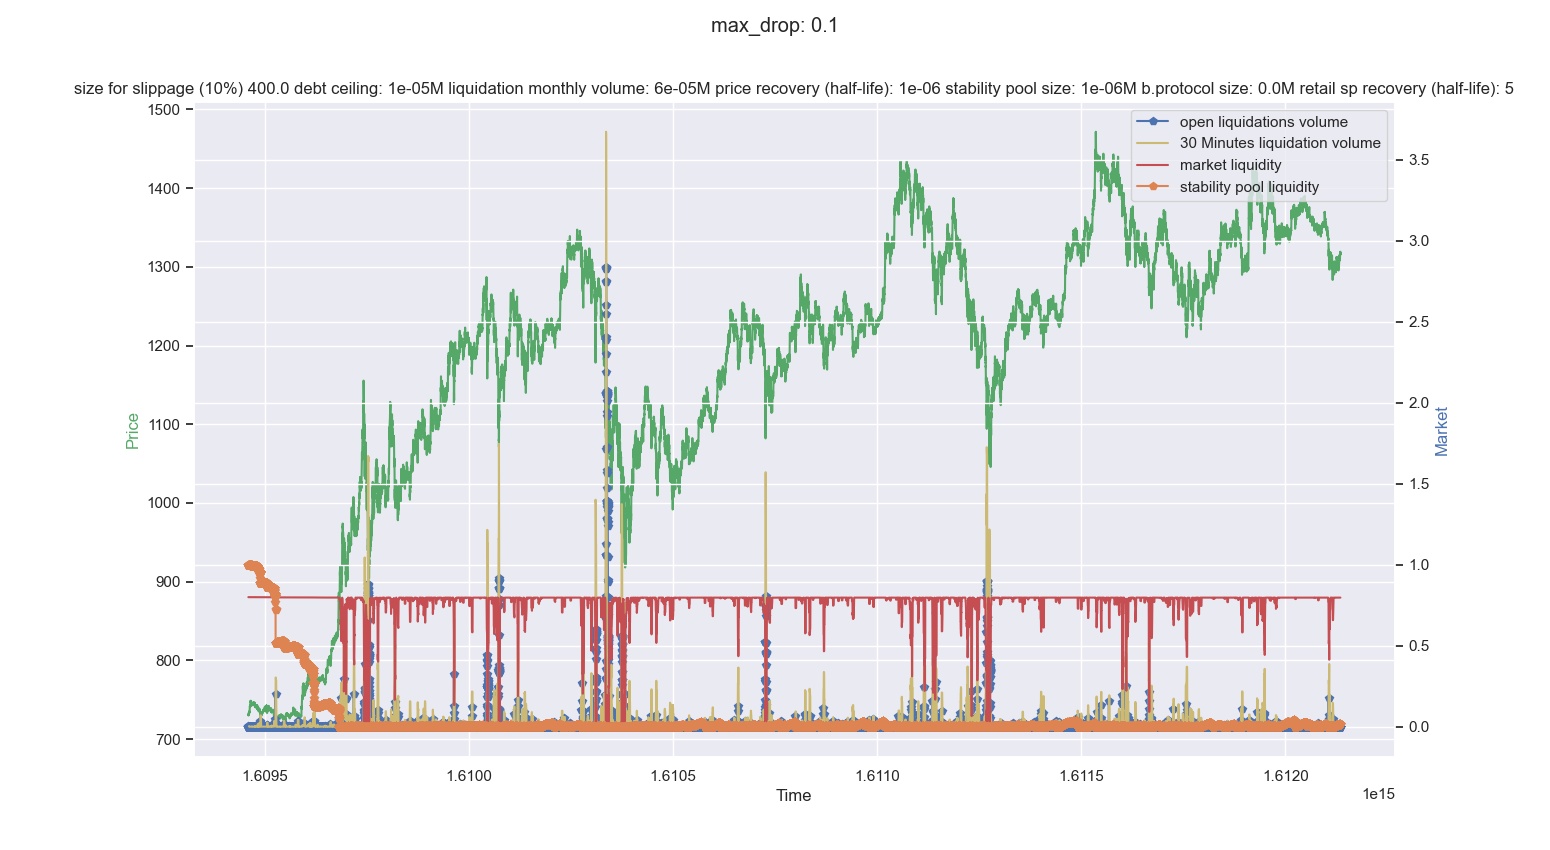 max_drop: 0.1
size for slippage (10%) 400.0 debt ceiling: 1e-05M liquidation monthly volume: 6e-05M price recovery (half-life): 1e-06 stability pool size: 1e-06M b.protocol size: 0.0M retail sp recovery (half-life): 5
open liquidations volume
30 Minutes liquidation volume
market liquidity
stability pool liquidity
1500
1400
1300
1200
1100
1000
900
800
700
Price
3.5
3.0
2.5
2.0
1.5
1.0
0.5
0.0
Market
1.6095 1.6100 1.6105 1.6110 1.6115 1.6120
1e15
Time